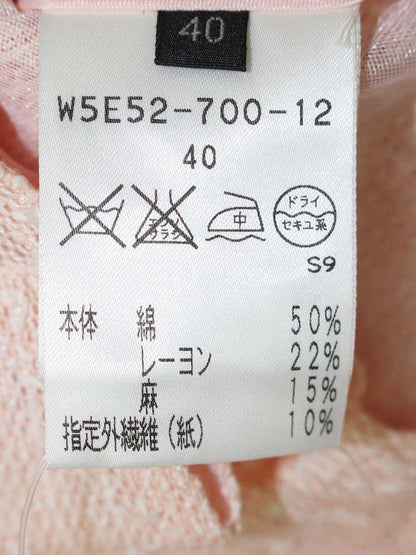 40
W5E52-700-12
40
エンソ
サラシ
中
ドライ
セキユ系
S9
本体 綿 50%
レーヨン 22%
麻 15%
指定外繊維(紙) 10%